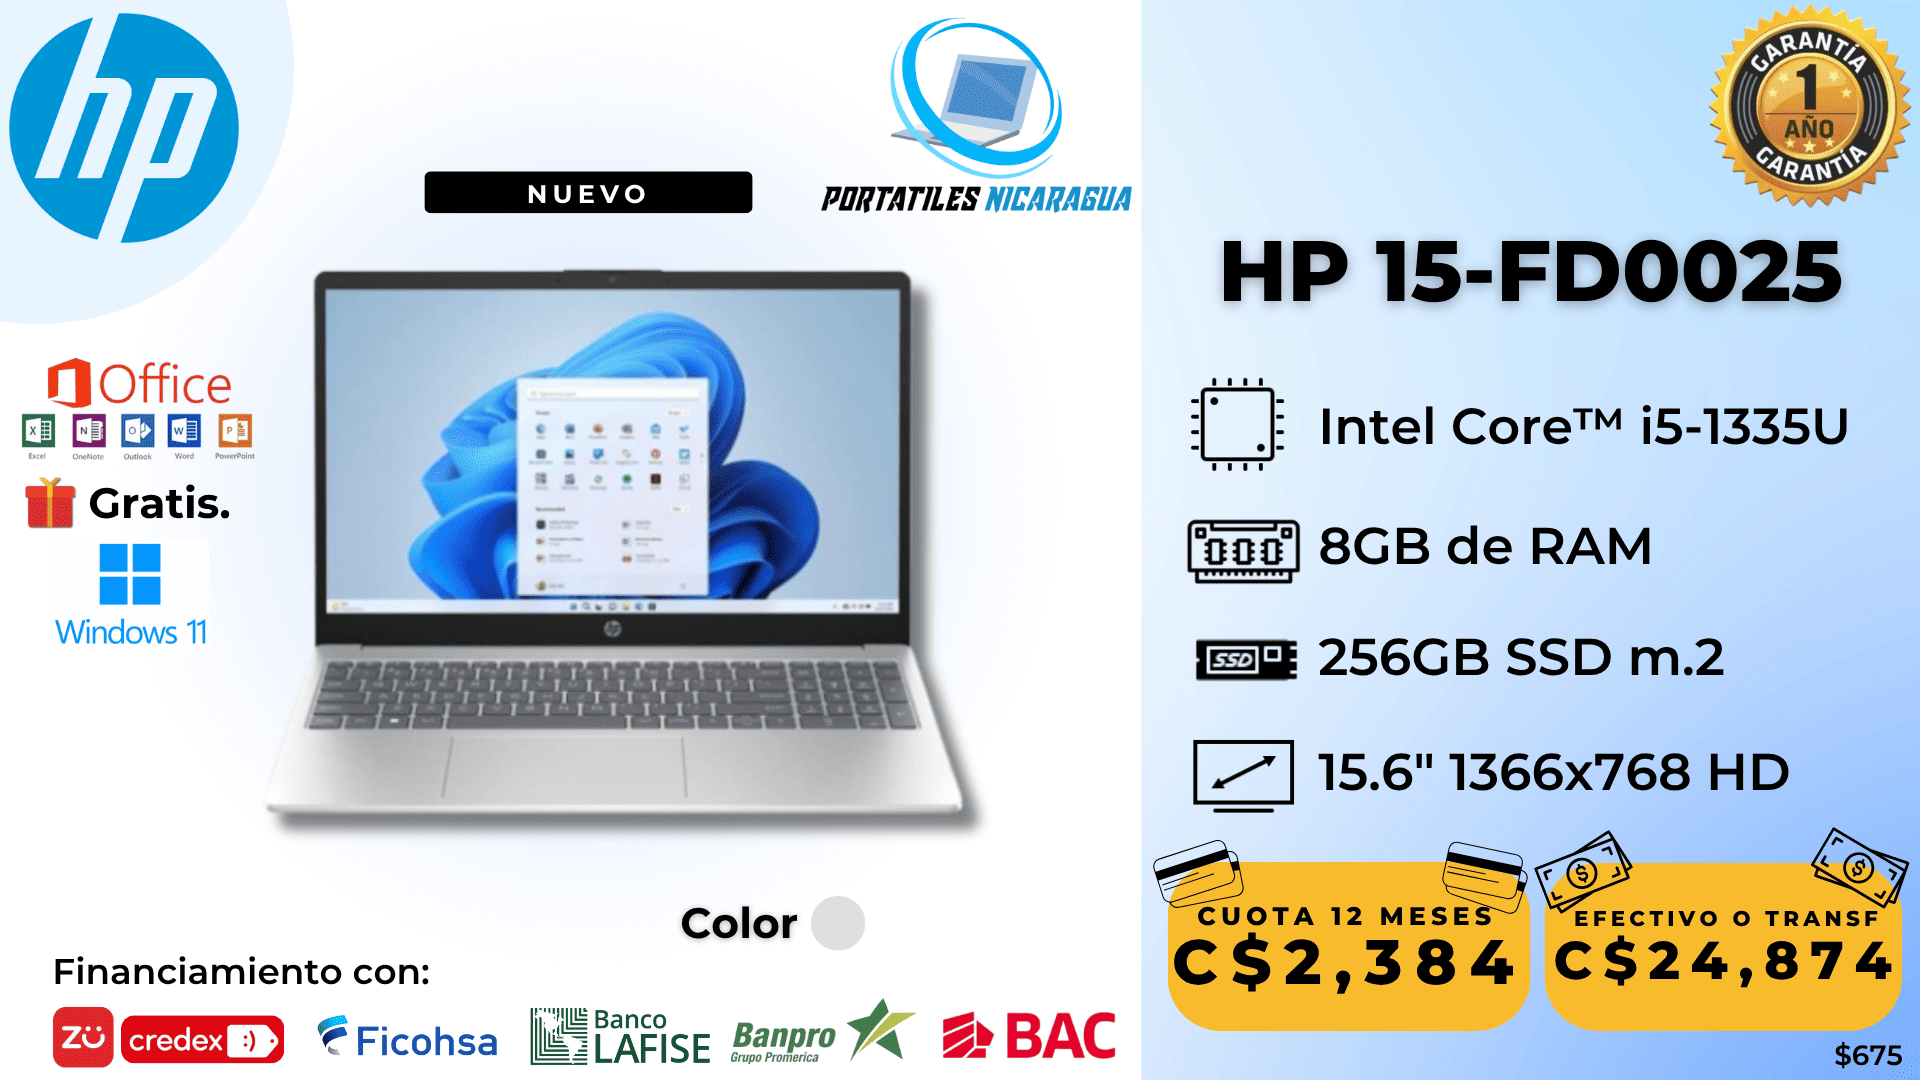 hp
NUEVO
PORTATILES NICARAGUA
GARANTÍA
1
AÑO
GARANTÍA
HP 15-FD0025
Office
Excel
OneNote
Outlook
Word
PowerPoint
Gratis.
Windows 11
Intel Core™ i5-1335U
8GB de RAM
SSD
256GB SSD m.2
15.6" 1366x768 HD
Color
CUOTA 12 MESES
C$2,384
EFECTIVO O TRANSF
C$24,874
Financiamiento con:
zu
credex
Ficohsa
Banco
LAFISE
Banpro
Grupo Promerica
BAC
$675